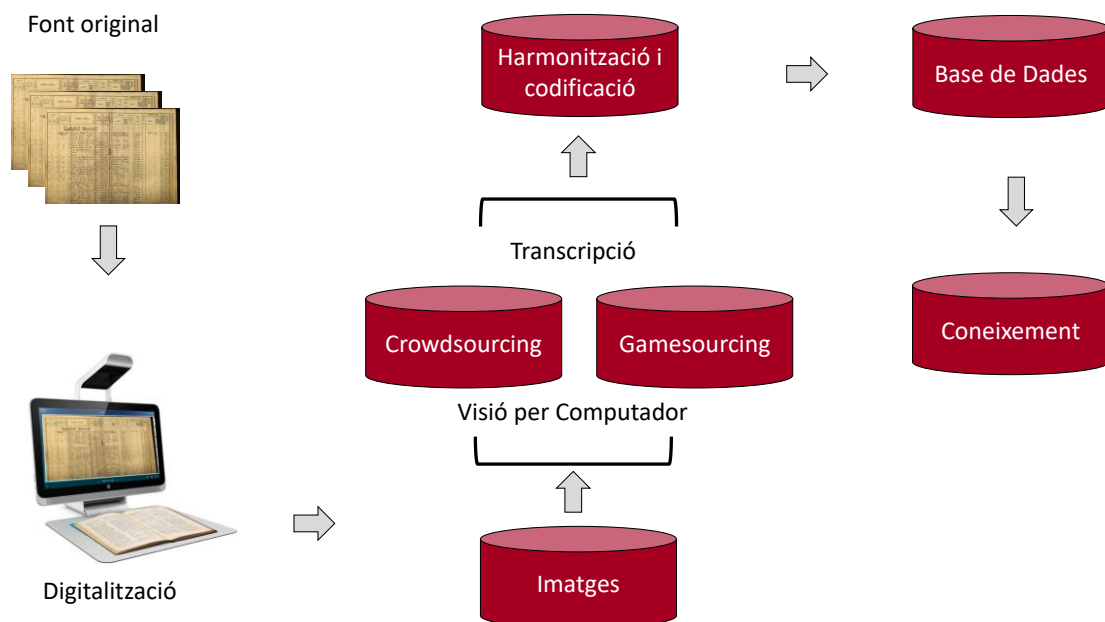 Font original
Digitalització
Imatges
Visió per Computador
Crowdsourcing
Gamesourcing
Transcripció
Harmonització i
codificació
Base de Dades
Coneixement